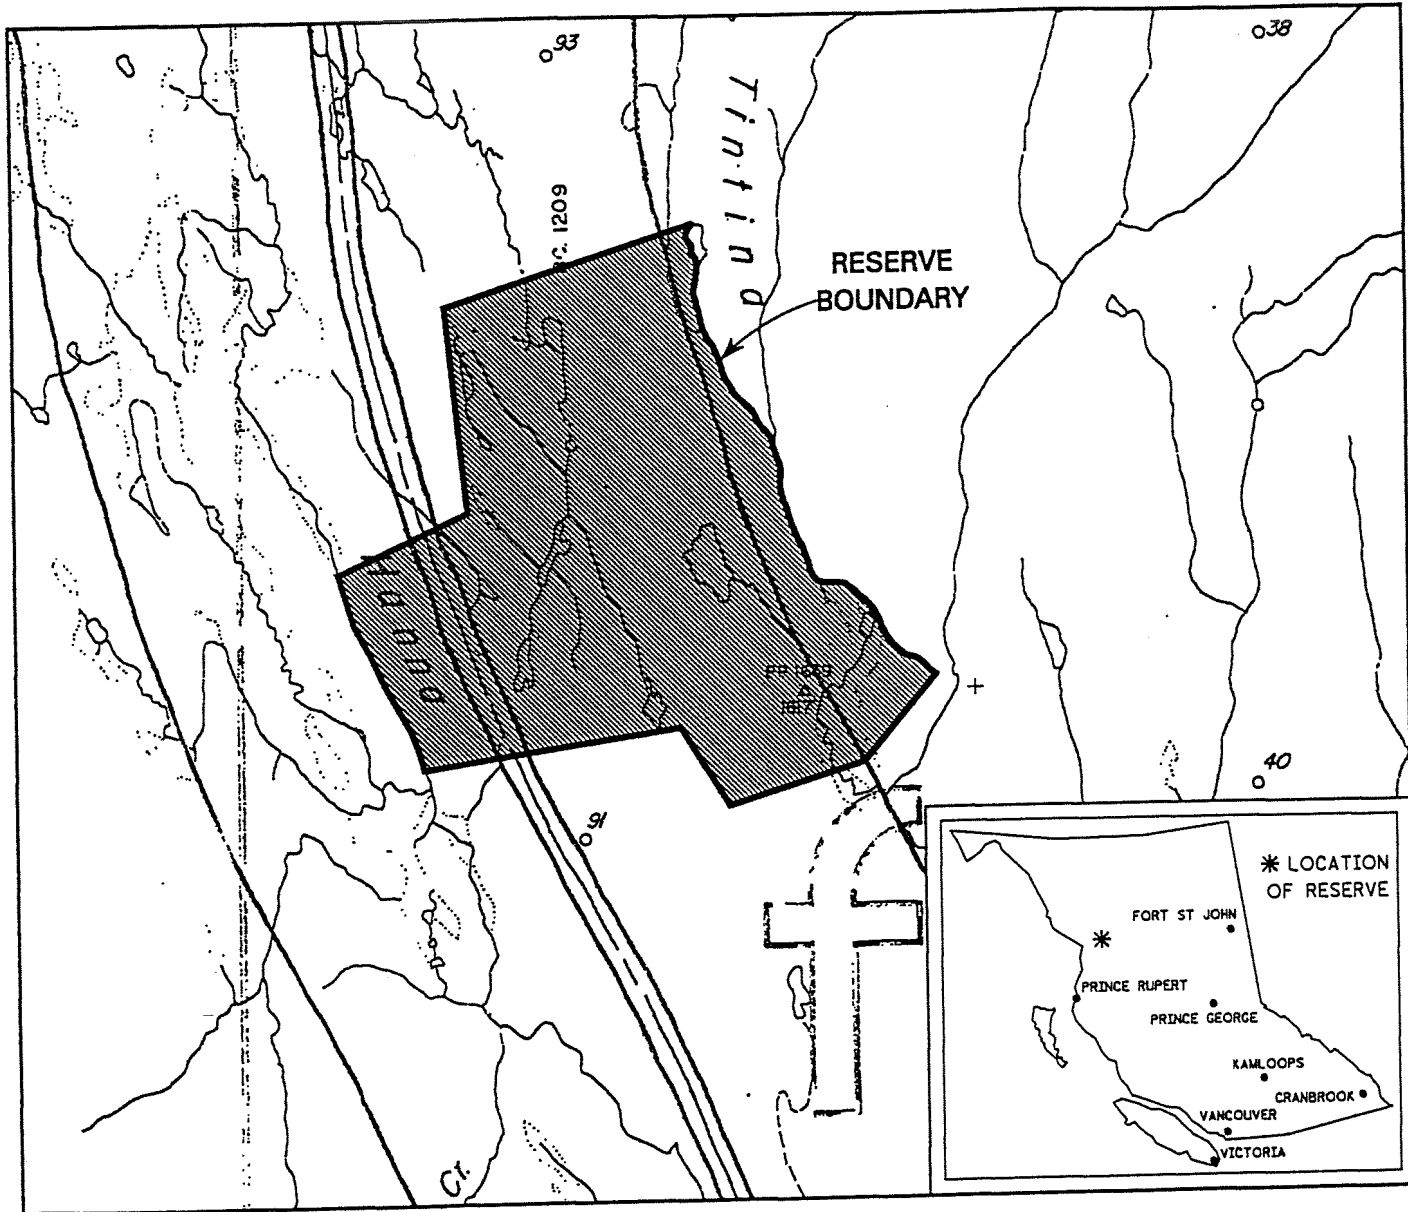 93
38
Tintina
1209
RESERVE
BOUNDARY
91
40
Cr.
LOCATION
OF RESERVE
FORT ST JOHN
PRINCE RUPERT
PRINCE GEORGE
KAMLOOPS
CRANBROOK
VANCOUVER
VICTORIA